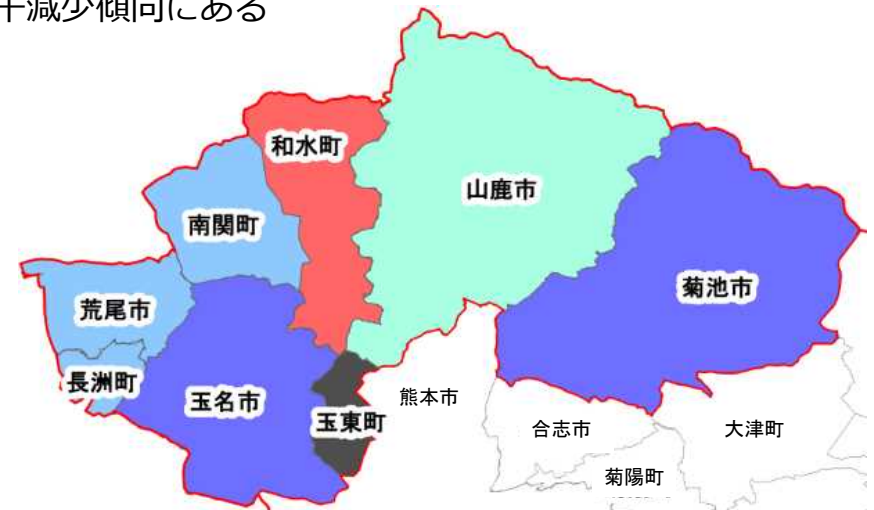 減少傾向にある
和水町
山鹿市
南関町
菊池市
荒尾市
長洲町
玉名市
玉東町
熊本市
合志市
大津町
菊陽町